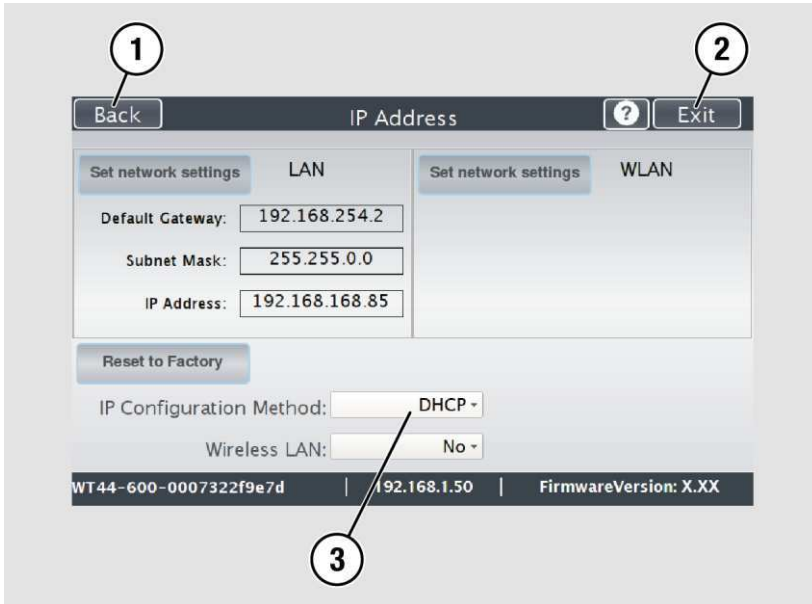 1 2
Back IP Address ? Exit
Set network settings LAN Set network settings WLAN
Default Gateway: 192.168.254.2
Subnet Mask: 255.255.0.0
IP Address: 192.168.168.85
Reset to Factory
IP Configuration Method: DHCP
Wireless LAN: No
WT44-600-0007322f9e7d | 192.168.1.50 | FirmwareVersion: X.XX
3